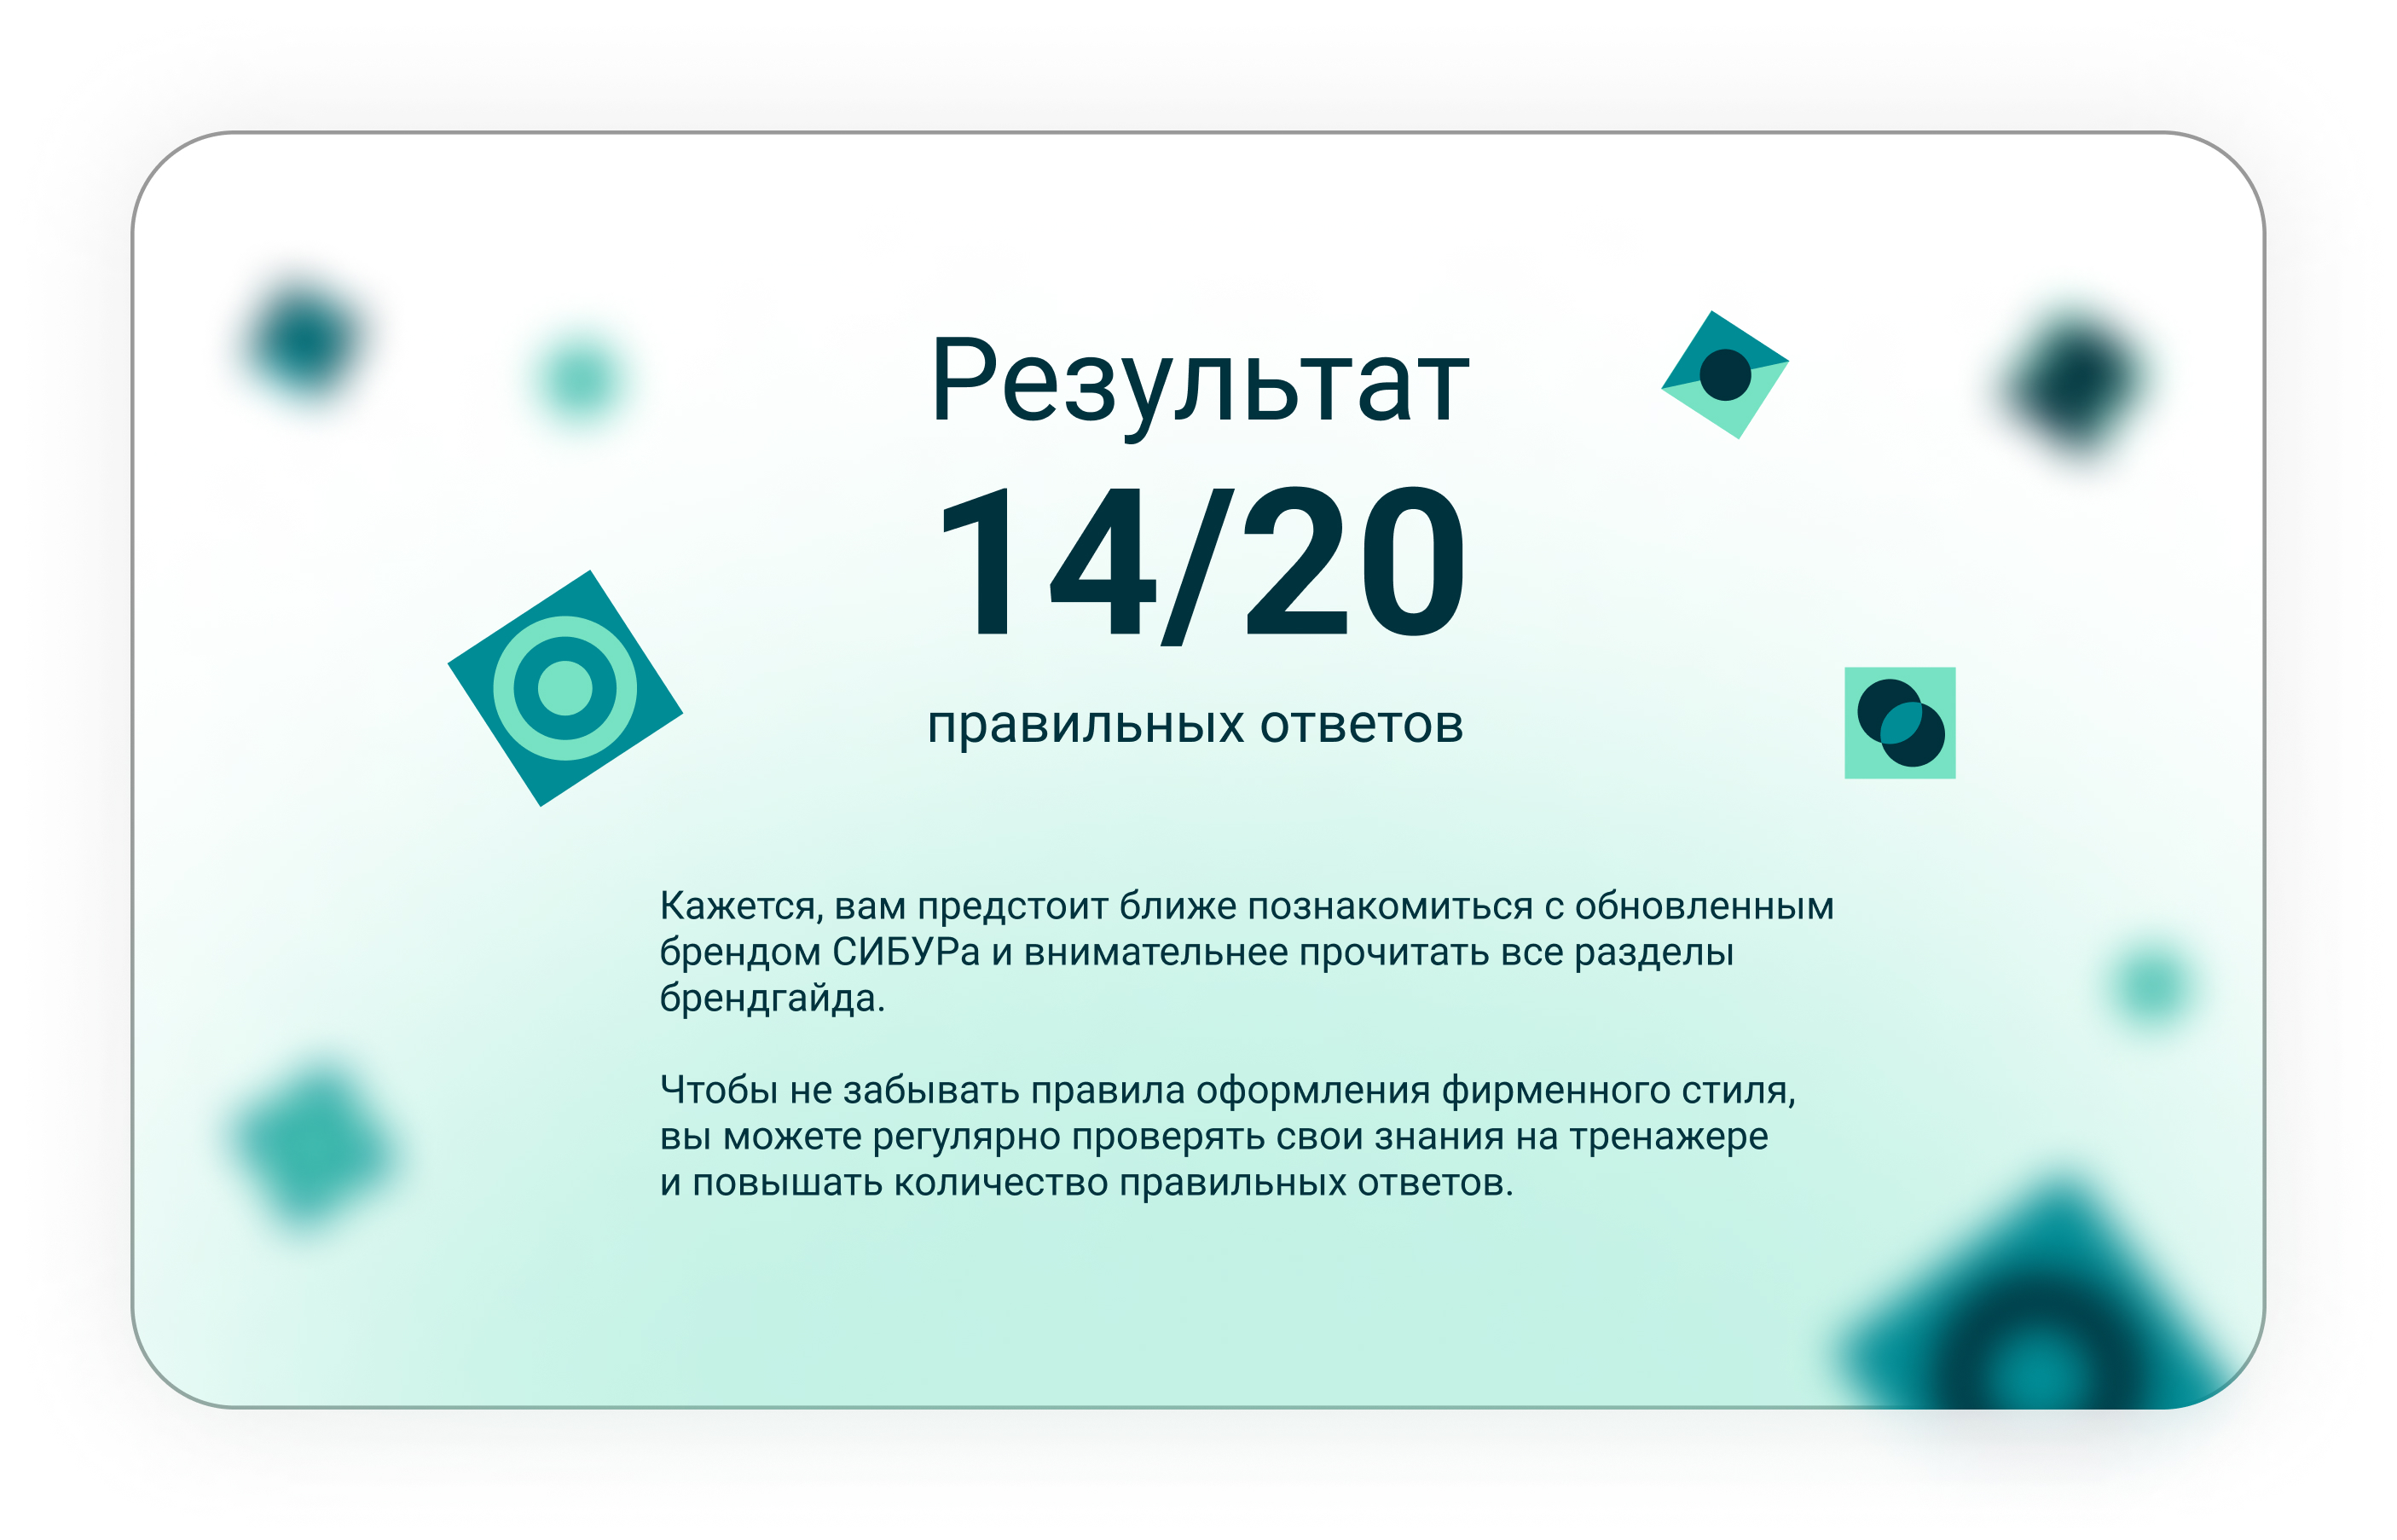 Результат
14/20
правильных ответов
Кажется, вам предстоит ближе познакомиться с обновленным
брендом СИБУРа и внимательнее прочитать все разделы
брендгайда.
Чтобы не забывать правила оформления фирменного стиля,
вы можете регулярно проверять свои знания на тренажере
и повышать количество правильных ответов.